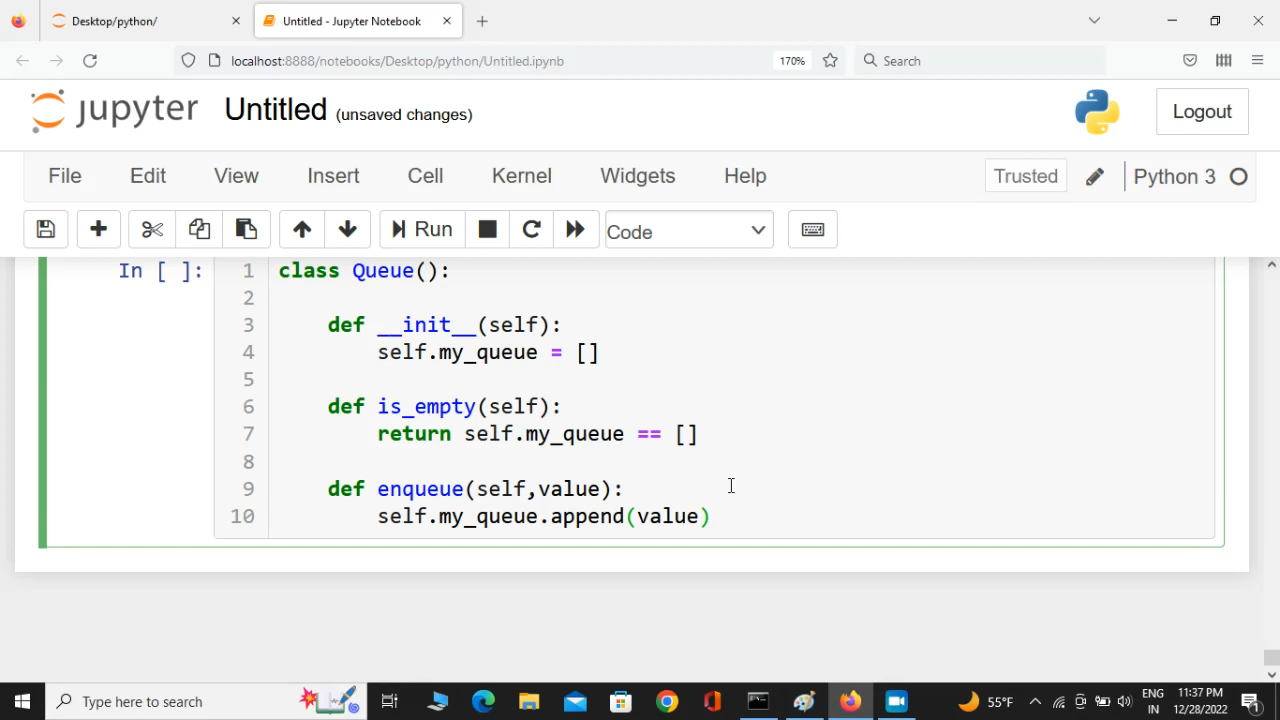 Desktop/python/
Untitled - Jupyter Notebook
localhost:8888/notebooks/Desktop/python/Untitled.ipynb
170%
Search
jupyter
Untitled (unsaved changes)
Logout
File Edit View Insert Cell Kernel Widgets Help
Trusted
Python 3
Run
Code
In [ ]:
1 class Queue():
2
3 def __init__(self):
4 self.my_queue = []
5
6 def is_empty(self):
7 return self.my_queue == []
8
9 def enqueue(self,value):
10 self.my_queue.append(value)
Type here to search
55°F
ENG
IN
11:37 PM
12/28/2022
1